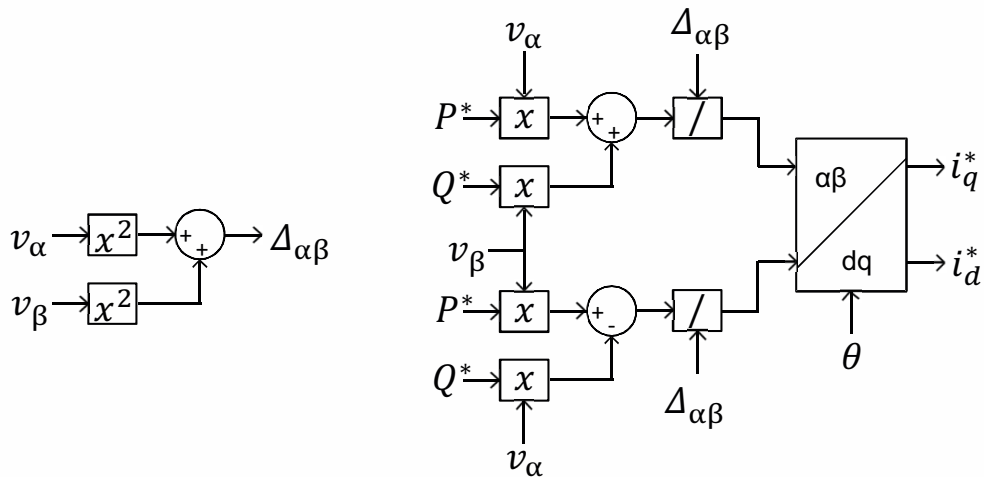 v_α x² + + Δ_αβ
v_β x²
v_α Δ_αβ
P* x + + /
Q* x
v_β
P* x + - /
Q* x
v_α Δ_αβ
αβ i_q*
dq i_d*
θ